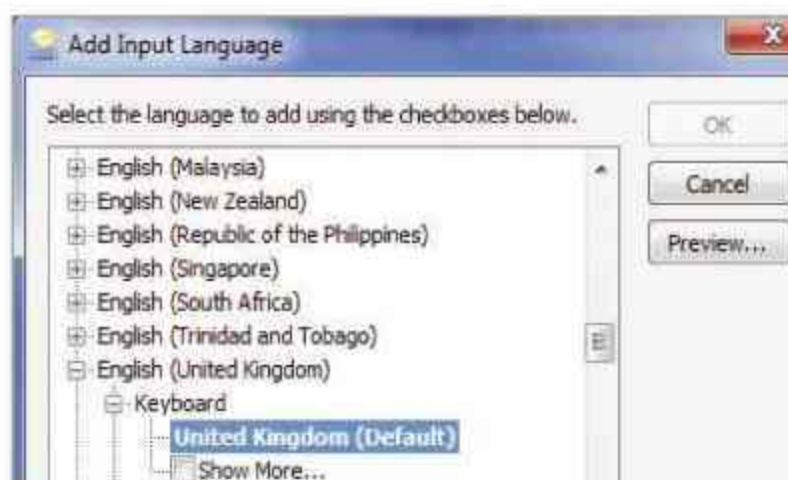 Add Input Language
Select the language to add using the checkboxes below.
OK
English (Malaysia)
Cancel
English (New Zealand)
English (Republic of the Philippines)
Preview...
English (Singapore)
English (South Africa)
English (Trinidad and Tobago)
English (United Kingdom)
Keyboard
United Kingdom (Default)
Show More...